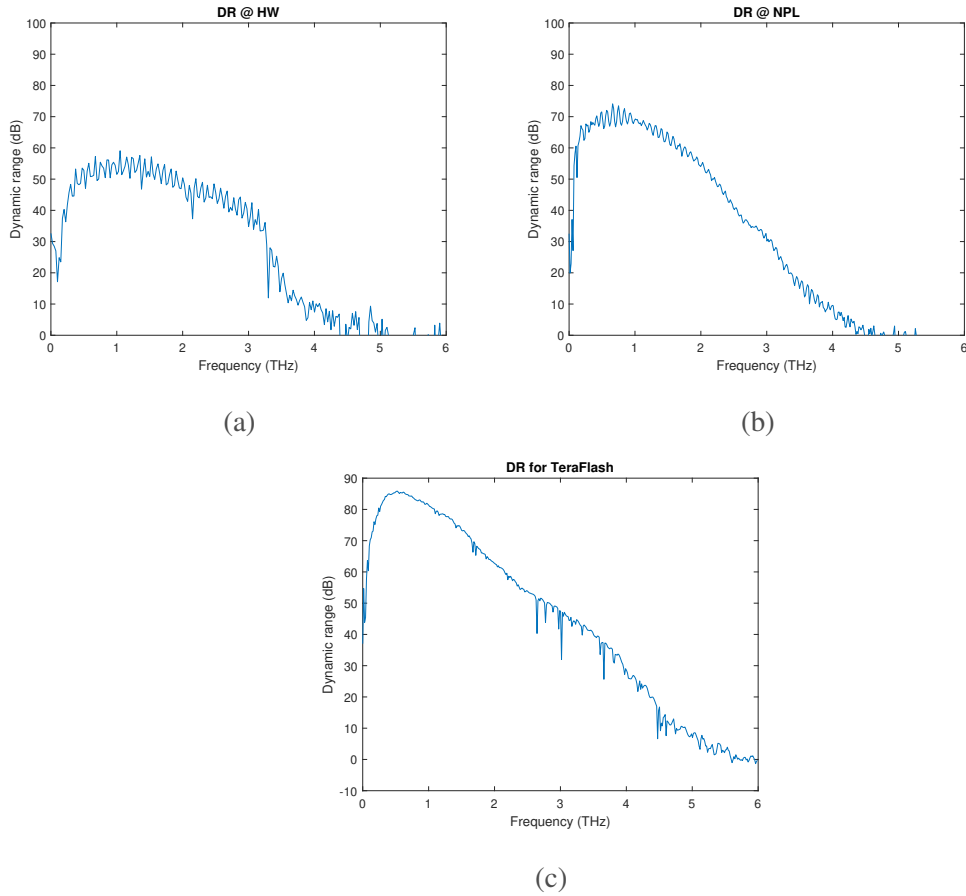 DR @ HW
100
90
80
70
60
50
40
30
20
10
0
Dynamic range (dB)
0 1 2 3 4 5 6
Frequency (THz)
(a)
DR @ NPL
100
90
80
70
60
50
40
30
20
10
0
Dynamic range (dB)
0 1 2 3 4 5 6
Frequency (THz)
(b)
DR for TeraFlash
90
80
70
60
50
40
30
20
10
0
-10
Dynamic range (dB)
0 1 2 3 4 5 6
Frequency (THz)
(c)